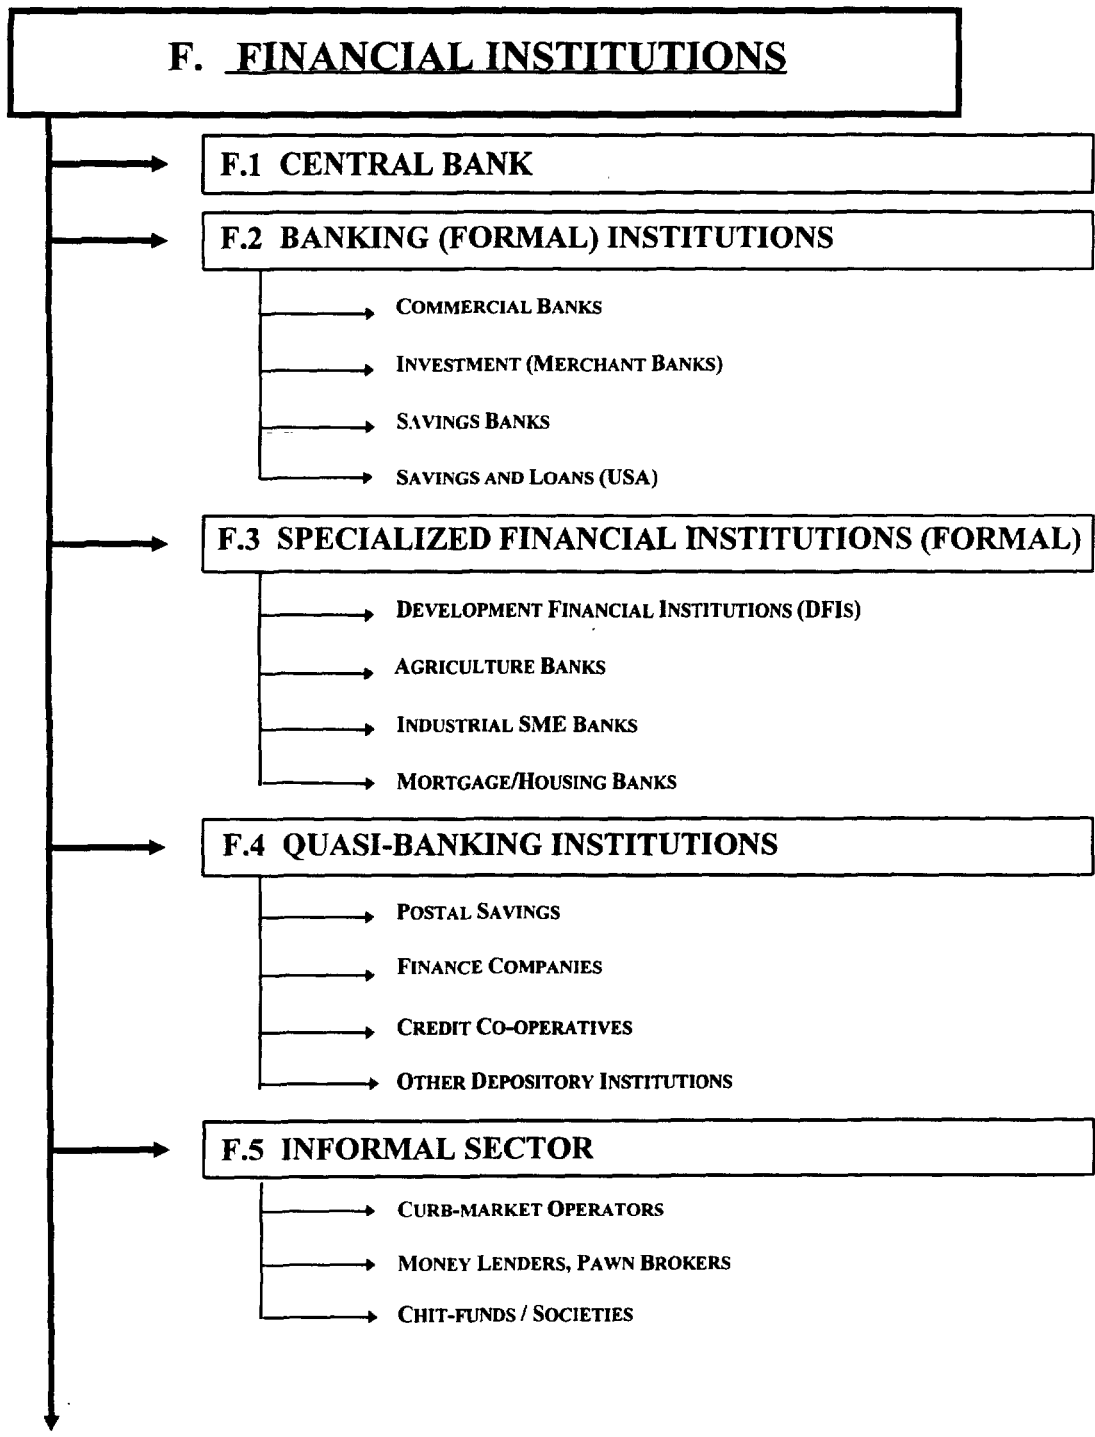 F. FINANCIAL INSTITUTIONS
F.1 CENTRAL BANK
F.2 BANKING (FORMAL) INSTITUTIONS
COMMERCIAL BANKS
INVESTMENT (MERCHANT BANKS)
SAVINGS BANKS
SAVINGS AND LOANS (USA)
F.3 SPECIALIZED FINANCIAL INSTITUTIONS (FORMAL)
DEVELOPMENT FINANCIAL INSTITUTIONS (DFIS)
AGRICULTURE BANKS
INDUSTRIAL SME BANKS
MORTGAGE/HOUSING BANKS
F.4 QUASI-BANKING INSTITUTIONS
POSTAL SAVINGS
FINANCE COMPANIES
CREDIT CO-OPERATIVES
OTHER DEPOSITORY INSTITUTIONS
F.5 INFORMAL SECTOR
CURB-MARKET OPERATORS
MONEY LENDERS, PAWN BROKERS
CHIT-FUNDS / SOCIETIES